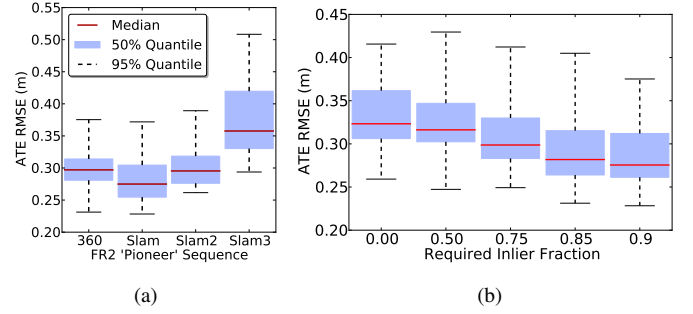 0.55
0.50
0.45
0.40
0.35
0.30
0.25
0.20
ATE RMSE (m)
Median
50% Quantile
95% Quantile
360 Slam Slam2 Slam3
FR2 'Pioneer' Sequence
(a)
0.45
0.40
0.35
0.30
0.25
0.20
ATE RMSE (m)
0.00 0.50 0.75 0.85 0.9
Required Inlier Fraction
(b)